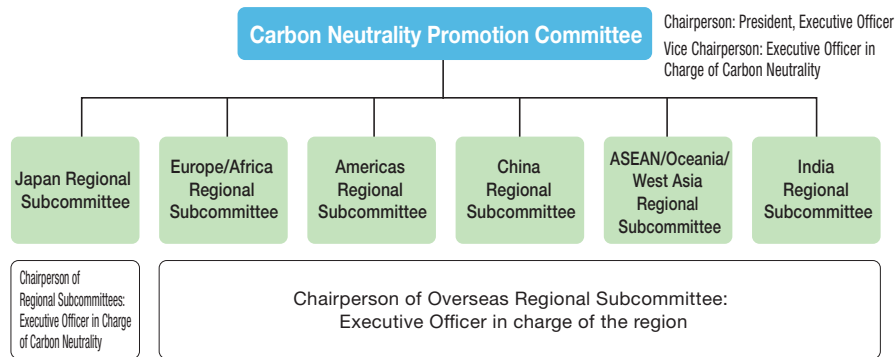 Carbon Neutrality Promotion Committee
Chairperson: President, Executive Officer
Vice Chairperson: Executive Officer in
Charge of Carbon Neutrality
Japan Regional
Subcommittee
Europe/Africa
Regional
Subcommittee
Americas
Regional
Subcommittee
China
Regional
Subcommittee
ASEAN/Oceania/
West Asia
Regional
Subcommittee
India
Regional
Subcommittee
Chairperson of
Regional Subcommittees:
Executive Officer in Charge
of Carbon Neutrality
Chairperson of Overseas Regional Subcommittee:
Executive Officer in charge of the region